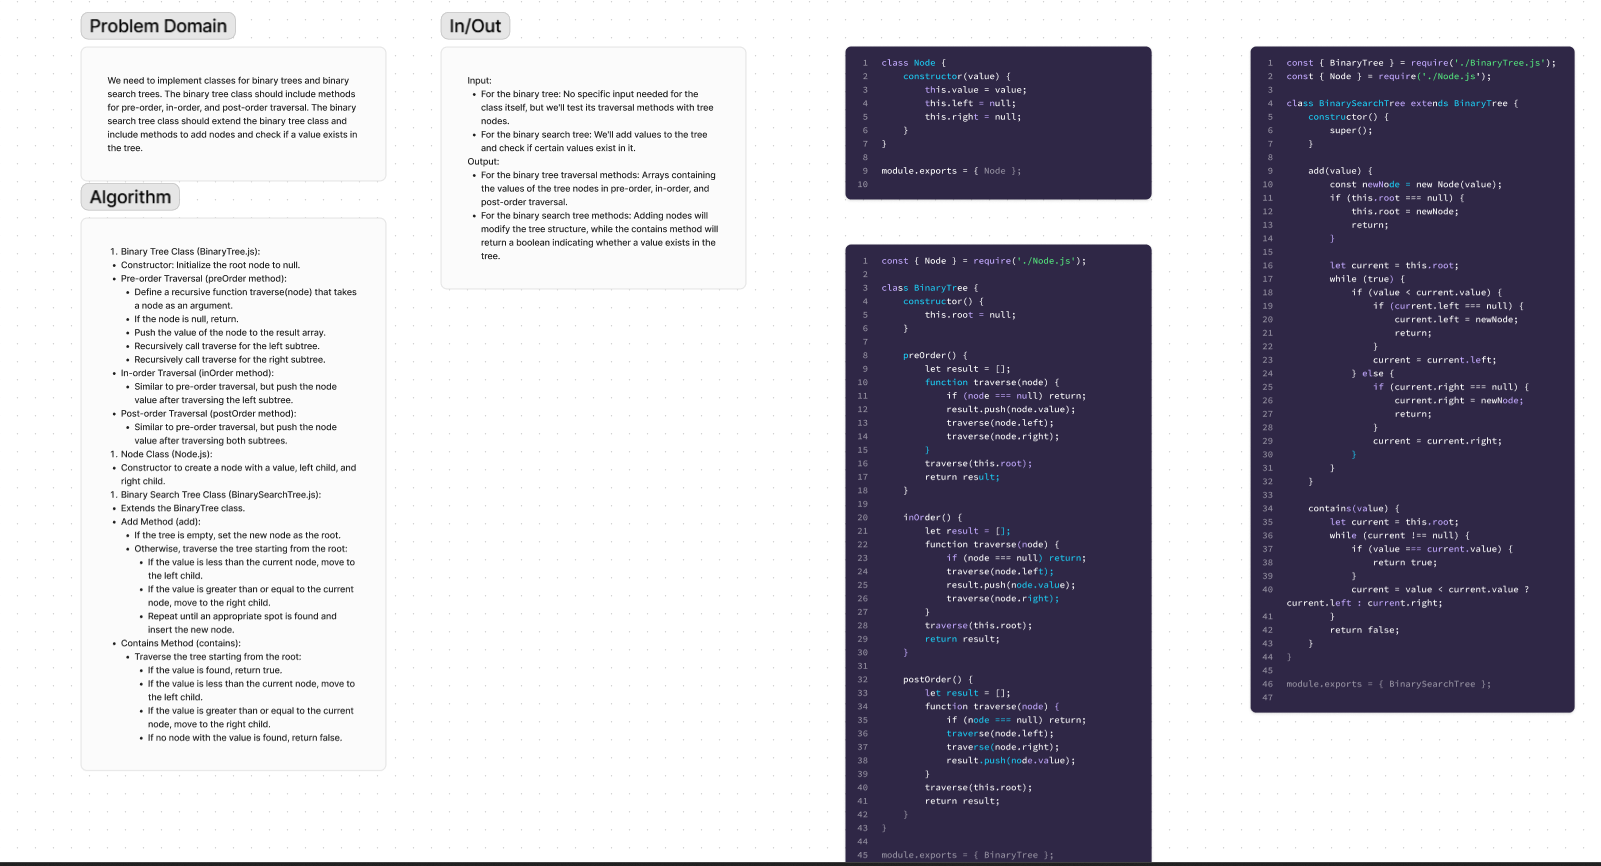 Problem Domain
We need to implement classes for binary trees and binary
search trees. The binary tree class should include methods
for pre-order, in-order, and post-order traversal. The binary
search tree class should extend the binary tree class and
include methods to add nodes and check if a value exists in
the tree.
Algorithm
1. Binary Tree Class (BinaryTree.js):
• Constructor: Initialize the root node to null.
• Pre-order Traversal (preOrder method):
• Define a recursive function traverse(node) that takes
a node as an argument.
• If the node is null, return.
• Push the value of the node to the result array.
• Recursively call traverse for the left subtree.
• Recursively call traverse for the right subtree.
• In-order Traversal (inOrder method):
• Similar to pre-order traversal, but push the node
value after traversing the left subtree.
• Post-order Traversal (postOrder method):
• Similar to pre-order traversal, but push the node
value after traversing both subtrees.
1. Node Class (Node.js):
• Constructor to create a node with a value, left child, and
right child.
1. Binary Search Tree Class (BinarySearchTree.js):
• Extends the BinaryTree class.
• Add Method (add):
• If the tree is empty, set the new node as the root.
• Otherwise, traverse the tree starting from the root:
• If the value is less than the current node, move to
the left child.
• If the value is greater than or equal to the current
node, move to the right child.
• Repeat until an appropriate spot is found and
insert the new node.
• Contains Method (contains):
• Traverse the tree starting from the root:
• If the value is found, return true.
• If the value is less than the current node, move to
the left child.
• If the value is greater than or equal to the current
node, move to the right child.
• If no node with the value is found, return false.
In/Out
Input:
• For the binary tree: No specific input needed for the
class itself, but we'll test its traversal methods with tree
nodes.
• For the binary search tree: We'll add values to the tree
and check if certain values exist in it.
Output:
• For the binary tree traversal methods: Arrays containing
the values of the tree nodes in pre-order, in-order, and
post-order traversal.
• For the binary search tree methods: Adding nodes will
modify the tree structure, while the contains method will
return a boolean indicating whether a value exists in the
tree.
1 class Node {
2 constructor(value) {
3 this.value = value;
4 this.left = null;
5 this.right = null;
6 }
7 }
8
9 module.exports = { Node };
10
1 const { Node } = require('./Node.js');
2
3 class BinaryTree {
4 constructor() {
5 this.root = null;
6 }
7
8 preOrder() {
9 let result = [];
10 function traverse(node) {
11 if (node === null) return;
12 result.push(node.value);
13 traverse(node.left);
14 traverse(node.right);
15 }
16 traverse(this.root);
17 return result;
18 }
19
20 inOrder() {
21 let result = [];
22 function traverse(node) {
23 if (node === null) return;
24 traverse(node.left);
25 result.push(node.value);
26 traverse(node.right);
27 }
28 traverse(this.root);
29 return result;
30 }
31
32 postOrder() {
33 let result = [];
34 function traverse(node) {
35 if (node === null) return;
36 traverse(node.left);
37 traverse(node.right);
38 result.push(node.value);
39 }
40 traverse(this.root);
41 return result;
42 }
43 }
44
45 module.exports = { BinaryTree };
1 const { BinaryTree } = require('./BinaryTree.js');
2 const { Node } = require('./Node.js');
3
4 class BinarySearchTree extends BinaryTree {
5 constructor() {
6 super();
7 }
8
9 add(value) {
10 const newNode = new Node(value);
11 if (this.root === null) {
12 this.root = newNode;
13 return;
14 }
15
16 let current = this.root;
17 while (true) {
18 if (value < current.value) {
19 if (current.left === null) {
20 current.left = newNode;
21 return;
22 }
23 current = current.left;
24 } else {
25 if (current.right === null) {
26 current.right = newNode;
27 return;
28 }
29 current = current.right;
30 }
31 }
32 }
33
34 contains(value) {
35 let current = this.root;
36 while (current !== null) {
37 if (value === current.value) {
38 return true;
39 }
40 current = value < current.value ?
current.left : current.right;
41 }
42 return false;
43 }
44 }
45
46 module.exports = { BinarySearchTree };
47